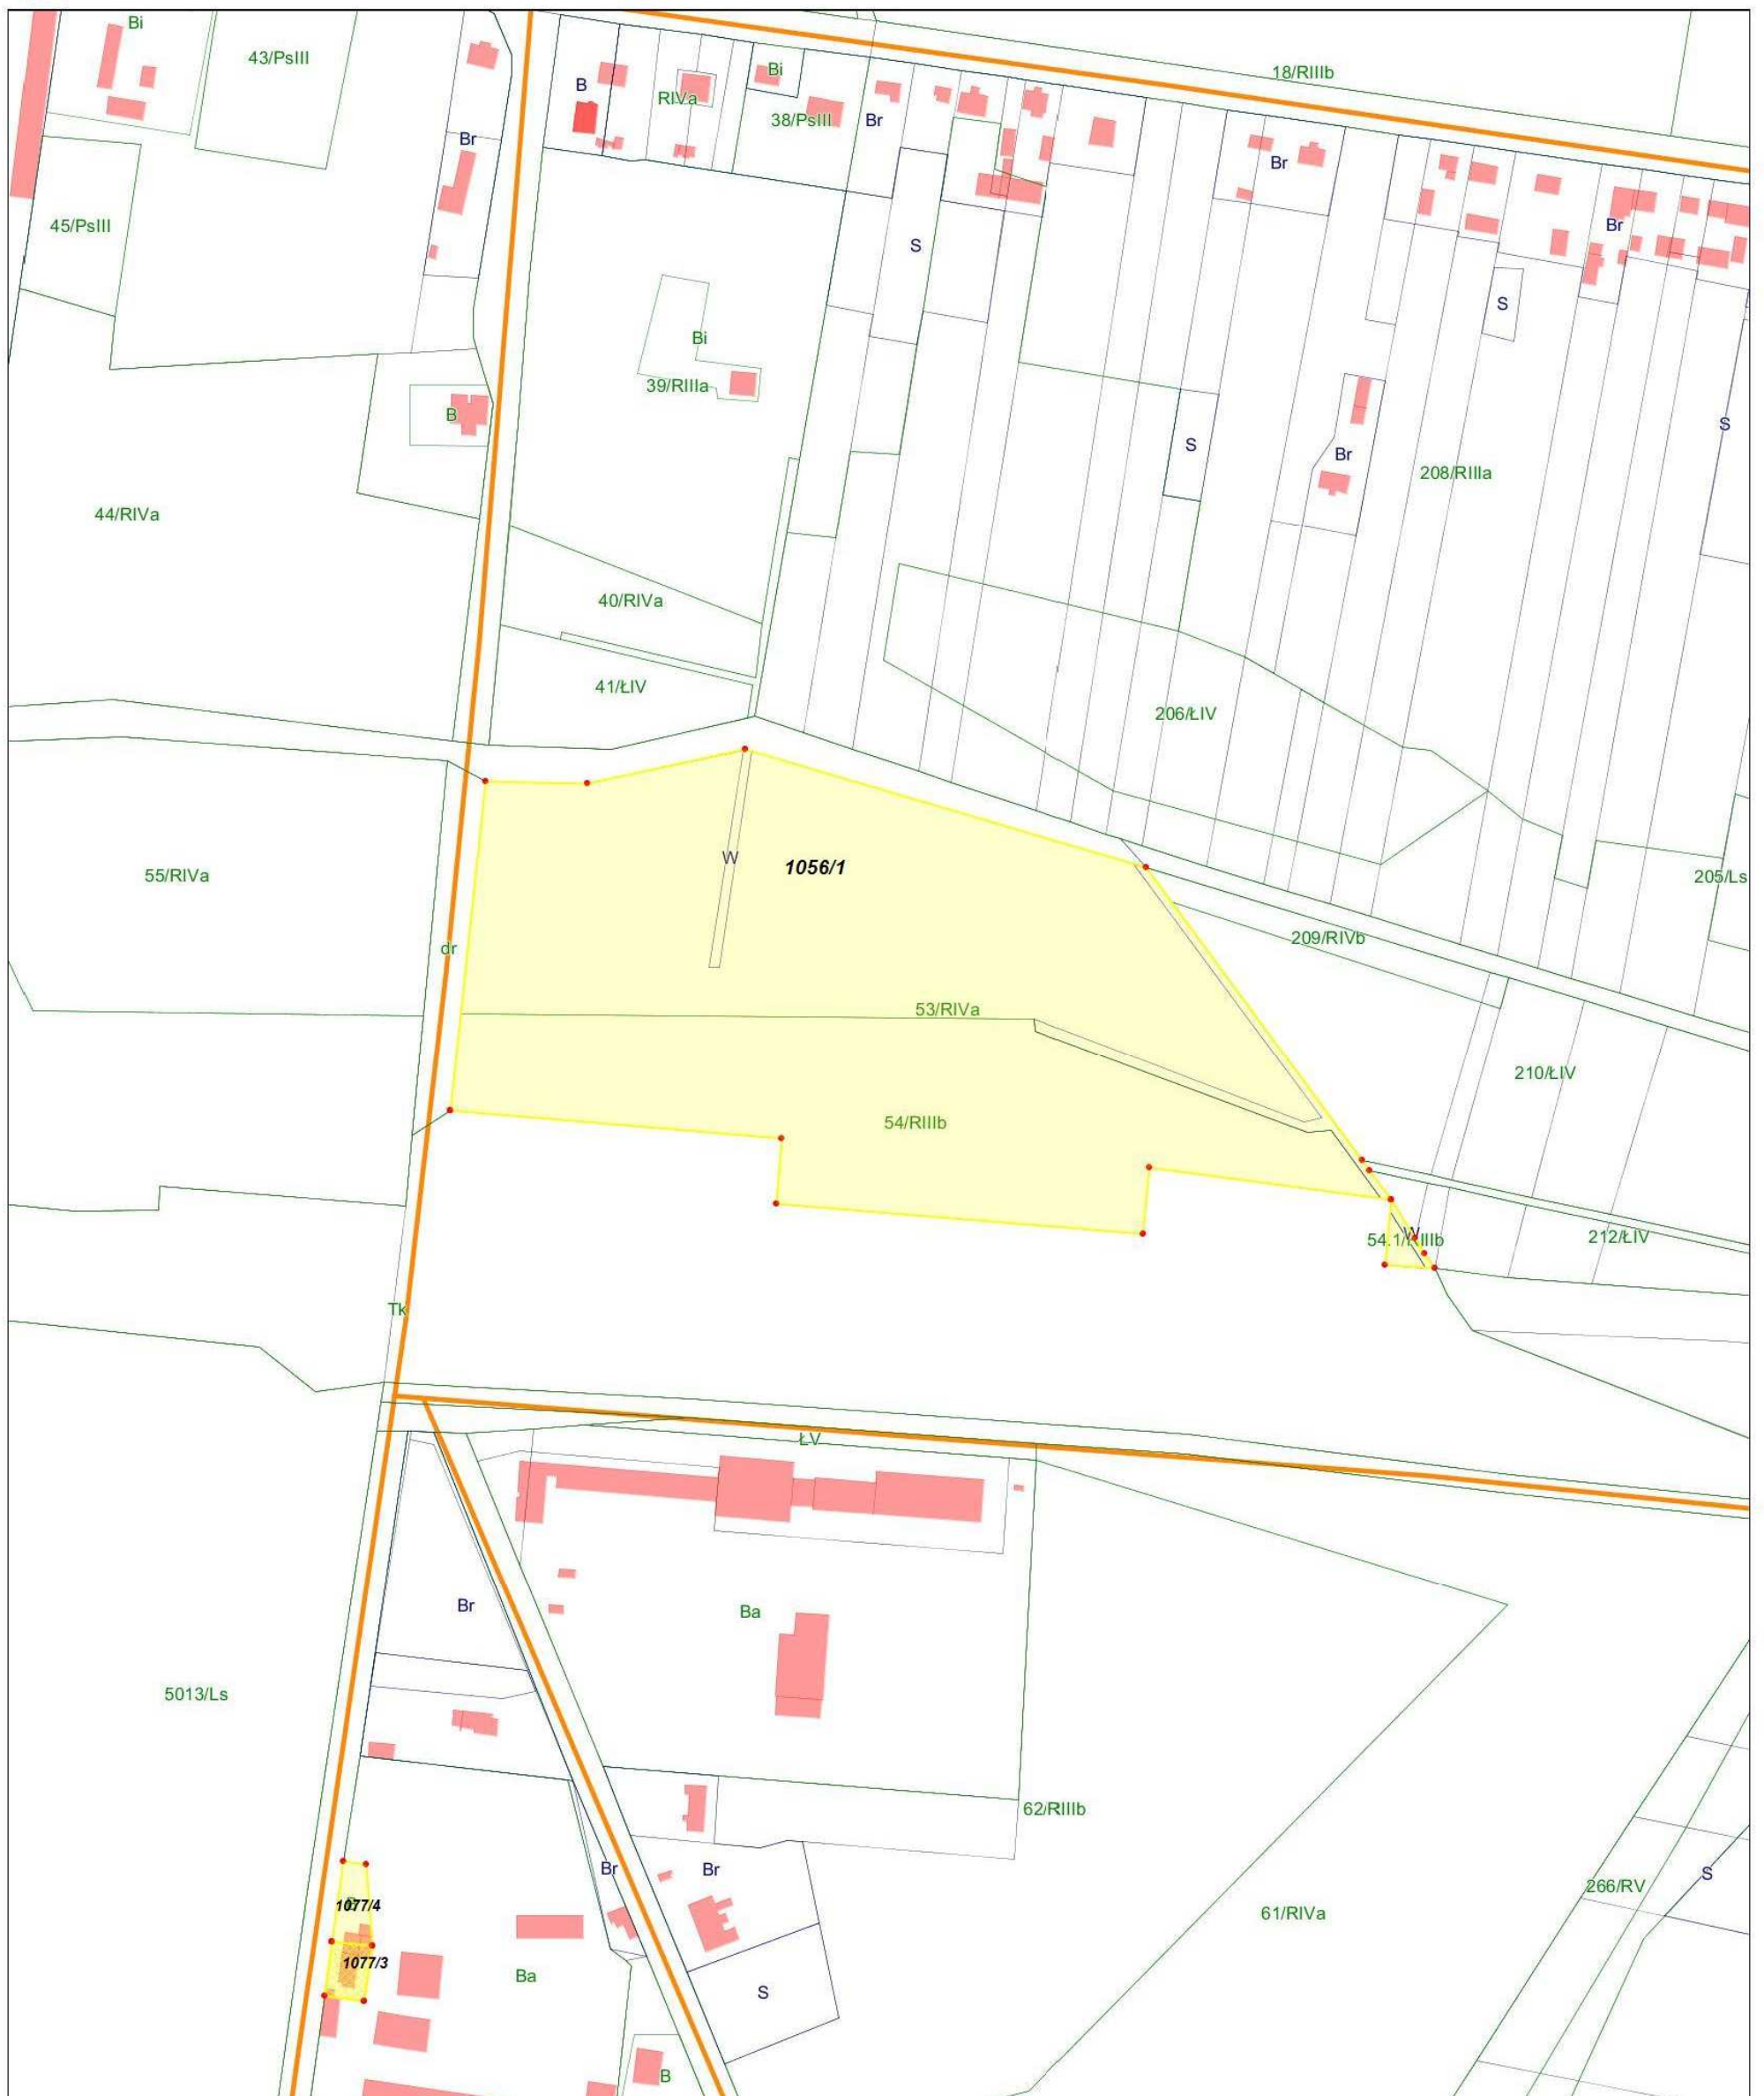 Bi
43/PsIII
18/RIIIb
B
RIVa
Bi
38/PsIII
Br
Br
Br
45/PsIII
Br
S
S
Bi
39/RIIIa
B
S
S
Br
208/RIIIa
44/RIVa
40/RIVa
41/ŁIV
206/ŁIV
W
1056/1
55/RIVa
205/Ls
dr
209/RIVb
53/RIVa
210/ŁIV
54/RIIIb
W
54.1/RIIIb
212/ŁIV
Tk
ŁV
Br
Ba
5013/Ls
62/RIIIb
Br
Br
S
266/RV
1077/4
61/RIVa
1077/3
Ba
S
B